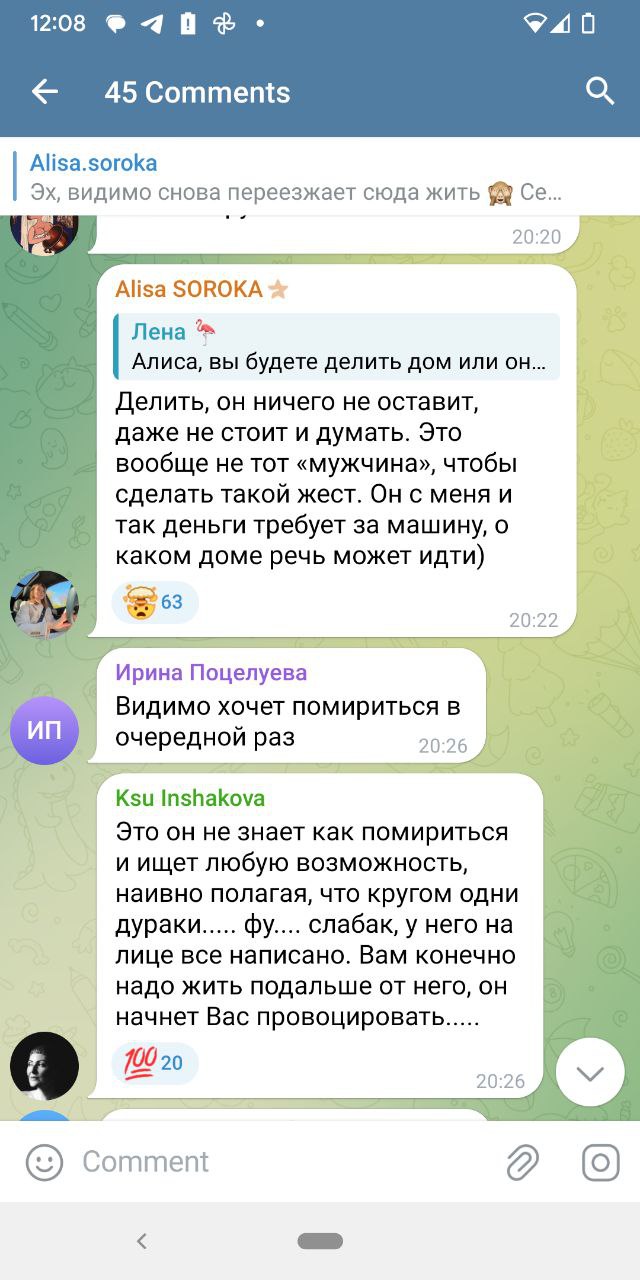 12:08
45 Comments
Alisa.soroka
Эх, видимо снова переезжает сюда жить 🙈 Се...
20:20
Alisa SOROKA
Лена 🦩
Алиса, вы будете делить дом или он...
Делить, он ничего не оставит,
даже не стоит и думать. Это
вообще не тот «мужчина», чтобы
сделать такой жест. Он с меня и
так деньги требует за машину, о
каком доме речь может идти)
🤯 63
20:22
Ирина Поцелуева
ИП
Видимо хочет помириться в
очередной раз
20:26
Ksu Inshakova
Это он не знает как помириться
и ищет любую возможность,
наивно полагая, что кругом одни
дураки..... фу.... слабак, у него на
лице все написано. Вам конечно
надо жить подальше от него, он
начнет Вас провоцировать.....
💯 20
20:26
Comment